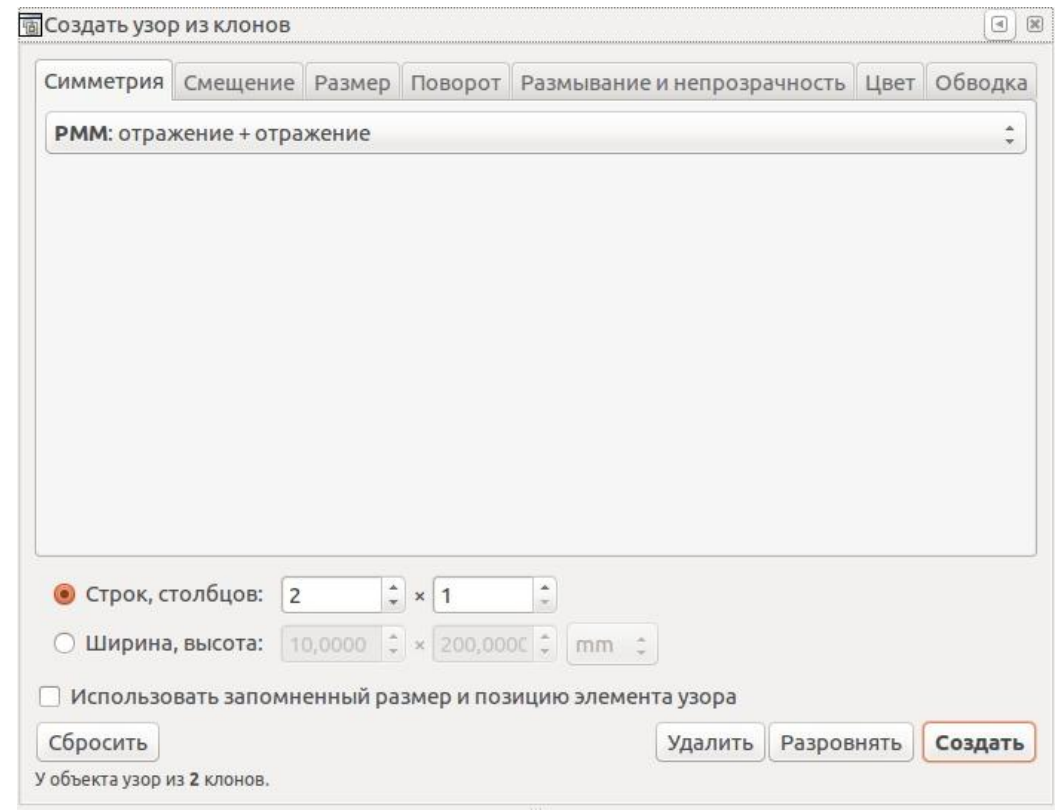 Создать узор из клонов
Симметрия Смещение Размер Поворот Размывание и непрозрачность Цвет Обводка
PMM: отражение + отражение
Строк, столбцов: 2 × 1
Ширина, высота: 10,0000 × 200,000С mm
Использовать запомненный размер и позицию элемента узора
Сбросить Удалить Разровнять Создать
У объекта узор из 2 клонов.